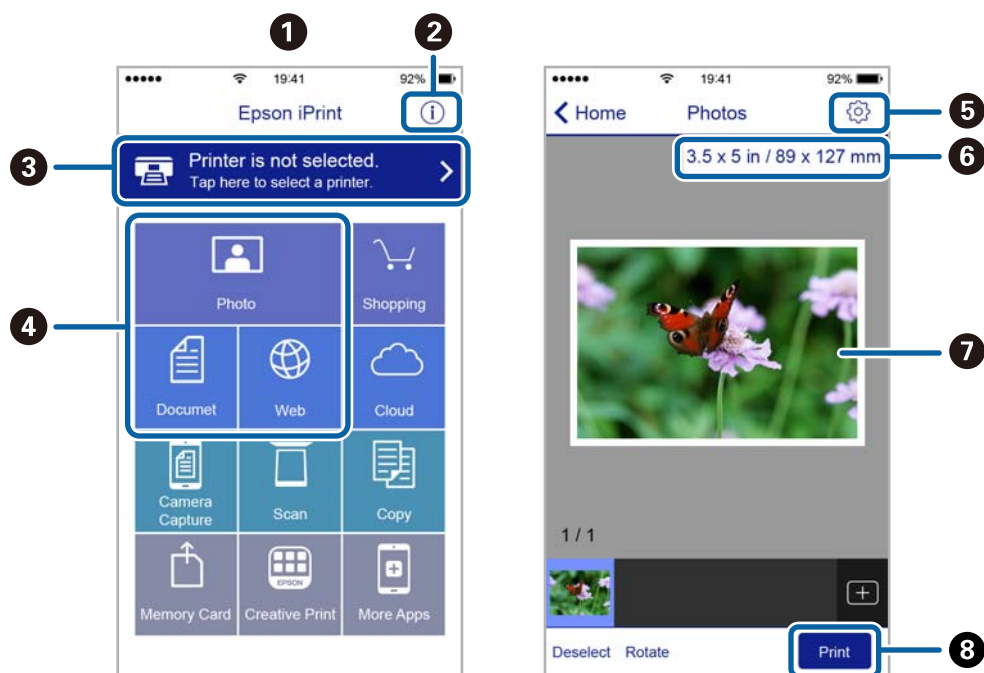 1
2
19:41
92%
Epson iPrint
3
Printer is not selected.
Tap here to select a printer.
4
Photo
Shopping
Documet
Web
Cloud
Camera
Capture
Scan
Copy
EPSON
Memory Card
Creative Print
More Apps
19:41
92%
Home
Photos
5
3.5 x 5 in / 89 x 127 mm
6
7
1 / 1
Deselect
Rotate
Print
8